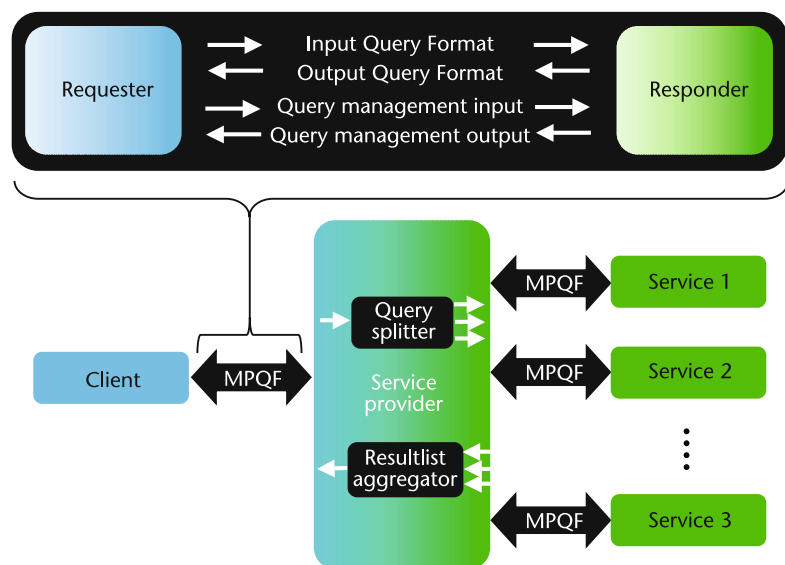 Requester
Input Query Format
Output Query Format
Query management input
Query management output
Responder
Client
MPQF
Query
splitter
Service
provider
Resultlist
aggregator
MPQF
Service 1
MPQF
Service 2
MPQF
Service 3